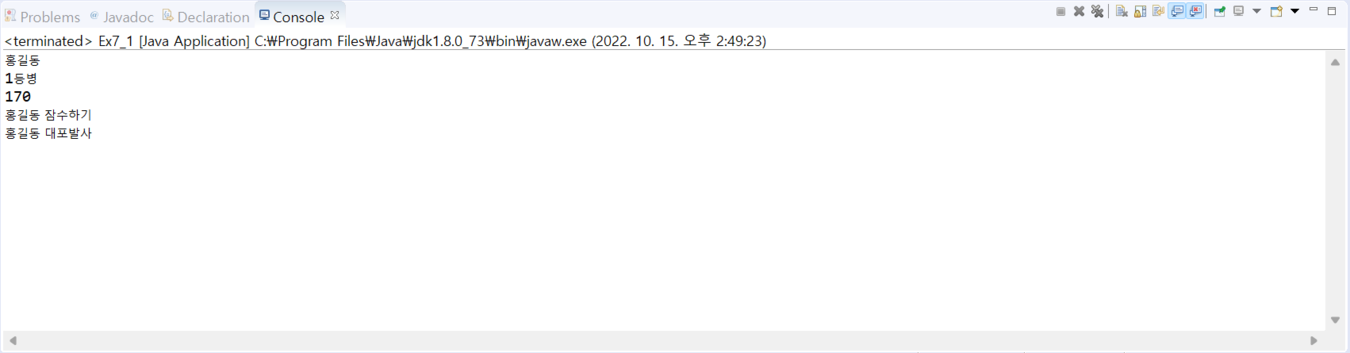 Problems Javadoc Declaration Console
<terminated> Ex7_1 [Java Application] C:₩Program Files₩Java₩jdk1.8.0_73₩bin₩javaw.exe (2022. 10. 15. 오후 2:49:23)
홍길동
1등병
170
홍길동 잠수하기
홍길동 대포발사